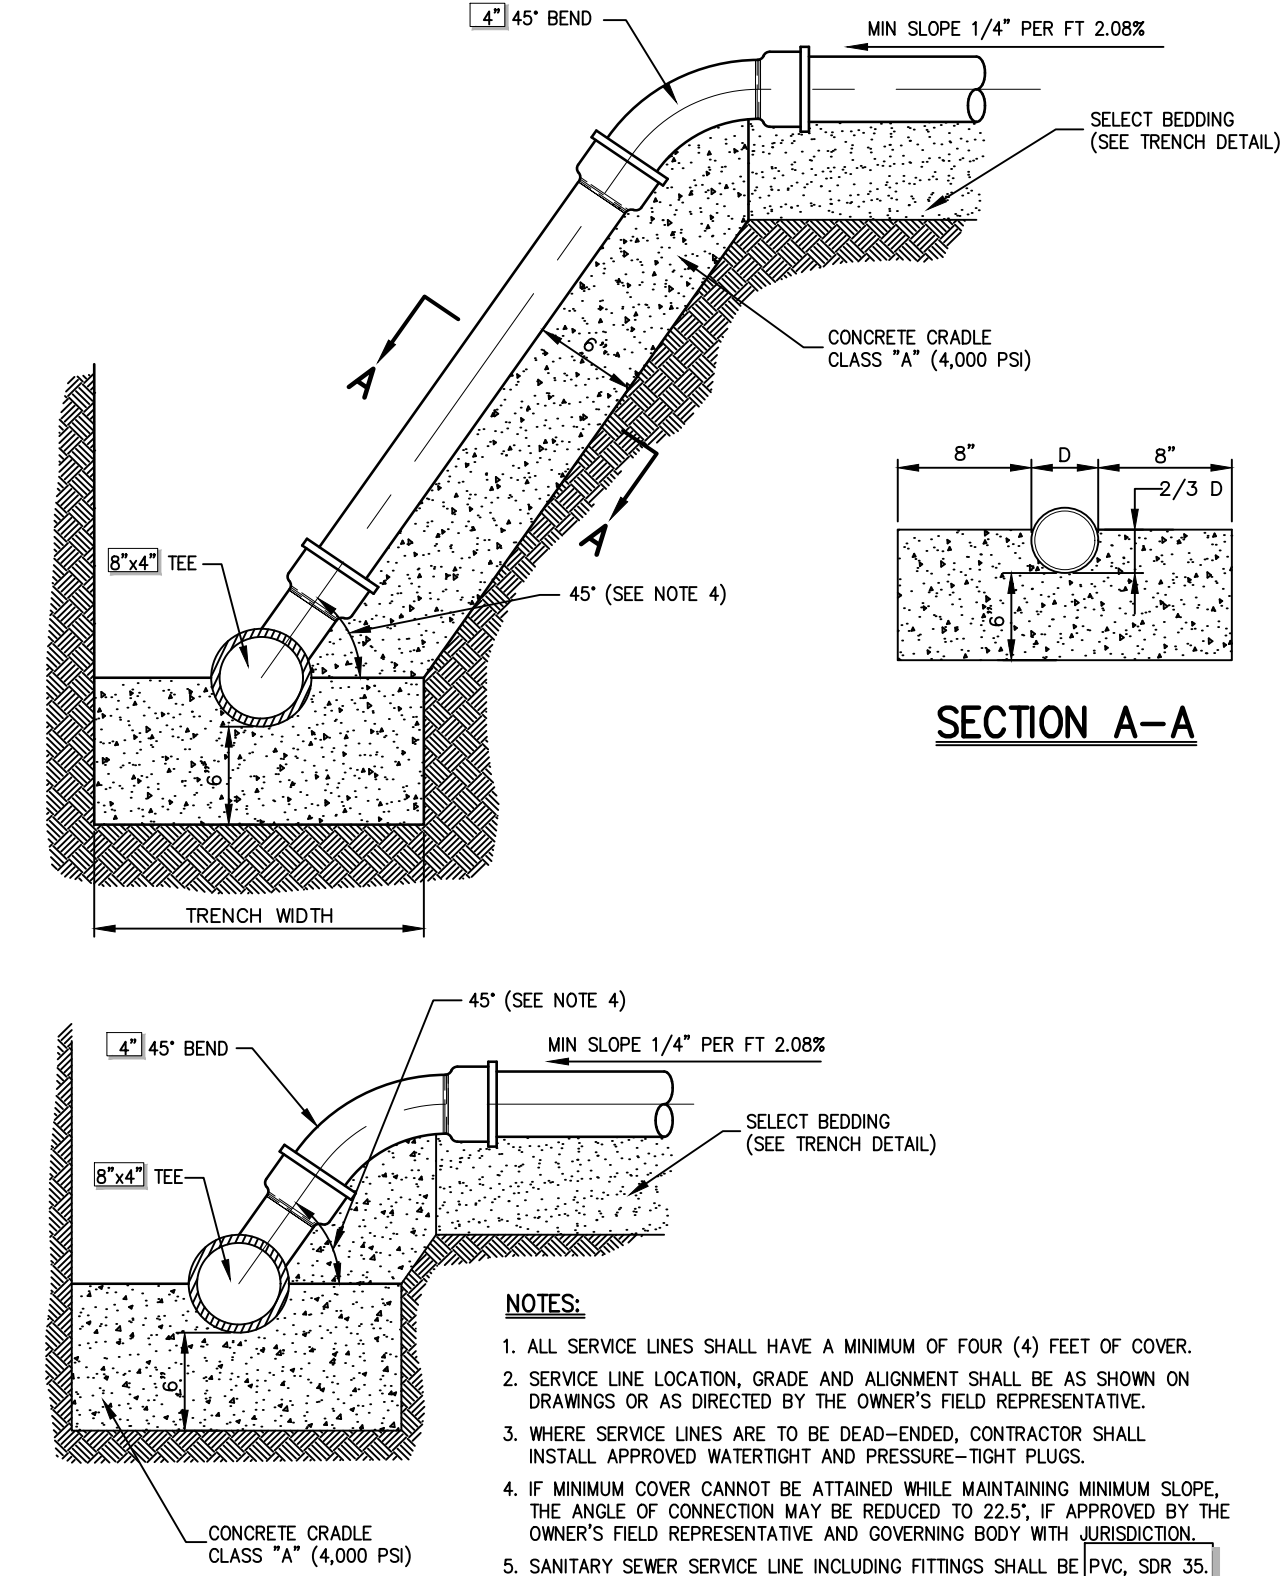 4" 45° BEND
MIN SLOPE 1/4" PER FT 2.08%
SELECT BEDDING
(SEE TRENCH DETAIL)
CONCRETE CRADLE
CLASS "A" (4,000 PSI)
6"
A
A
8"x4" TEE
45° (SEE NOTE 4)
6"
TRENCH WIDTH
8" D 8"
2/3 D
6"
SECTION A-A
45° (SEE NOTE 4)
4" 45° BEND
MIN SLOPE 1/4" PER FT 2.08%
SELECT BEDDING
(SEE TRENCH DETAIL)
8"x4" TEE
6"
CONCRETE CRADLE
CLASS "A" (4,000 PSI)
NOTES:
1. ALL SERVICE LINES SHALL HAVE A MINIMUM OF FOUR (4) FEET OF COVER.
2. SERVICE LINE LOCATION, GRADE AND ALIGNMENT SHALL BE AS SHOWN ON
DRAWINGS OR AS DIRECTED BY THE OWNER'S FIELD REPRESENTATIVE.
3. WHERE SERVICE LINES ARE TO BE DEAD-ENDED, CONTRACTOR SHALL
INSTALL APPROVED WATERTIGHT AND PRESSURE-TIGHT PLUGS.
4. IF MINIMUM COVER CANNOT BE ATTAINED WHILE MAINTAINING MINIMUM SLOPE,
THE ANGLE OF CONNECTION MAY BE REDUCED TO 22.5°, IF APPROVED BY THE
OWNER'S FIELD REPRESENTATIVE AND GOVERNING BODY WITH JURISDICTION.
5. SANITARY SEWER SERVICE LINE INCLUDING FITTINGS SHALL BE PVC, SDR 35.